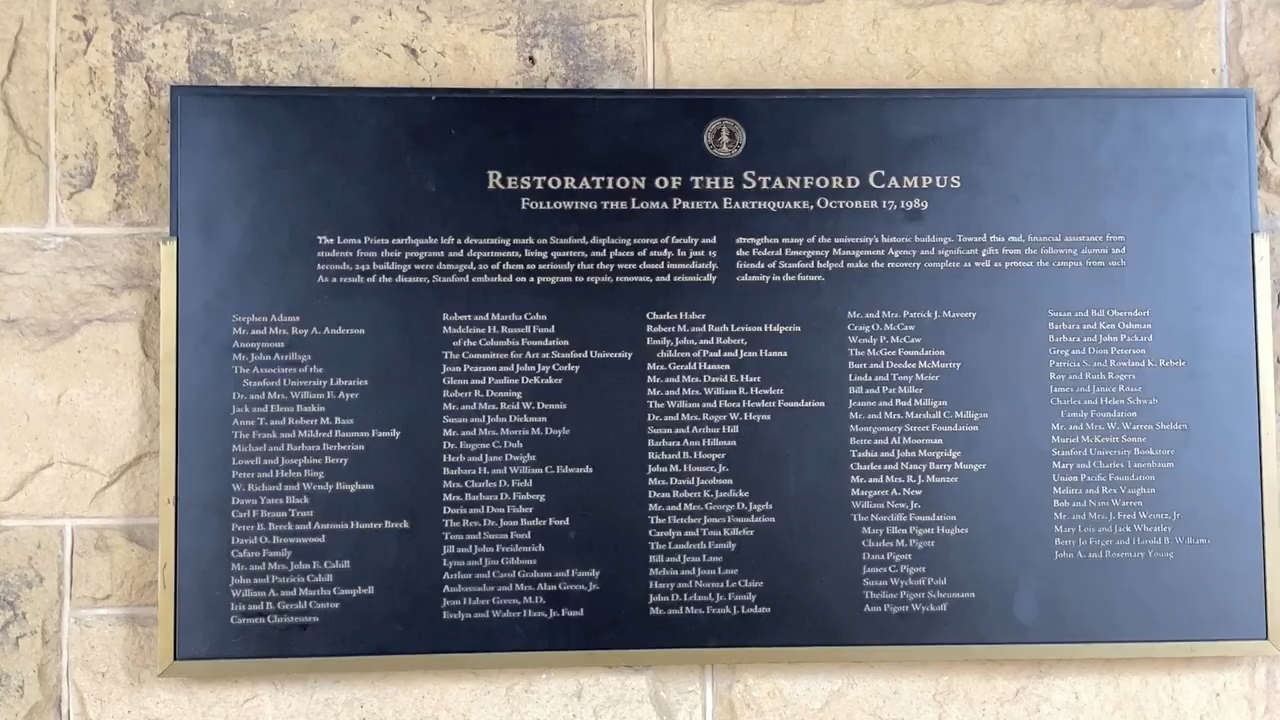 RESTORATION OF THE STANFORD CAMPUS
FOLLOWING THE LOMA PRIETA EARTHQUAKE, OCTOBER 17, 1989
The Loma Prieta earthquake left a devastating mark on Stanford, displacing scores of faculty and
students from their programs and departments, living quarters, and places of study. In just 15
seconds, 242 buildings were damaged, 20 of them so seriously that they were closed immediately.
As a result of the disaster, Stanford embarked on a program to repair, renovate, and seismically
strengthen many of the university's historic buildings. Toward this end, financial assistance from
the Federal Emergency Management Agency and significant gifts from the following alumni and
friends of Stanford helped make the recovery complete as well as protect the campus from such
calamity in the future.
Stephen Adams
Mr. and Mrs. Roy A. Anderson
Anonymous
Mr. John Arrillaga
The Associates of the
Stanford University Libraries
Dr. and Mrs. William F. Ayer
Jack and Elena Baskin
Anne T. and Robert M. Bass
The Frank and Mildred Bauman Family
Michael and Barbara Berberian
Lowell and Josephine Berry
Peter and Helen Bing
W. Richard and Wendy Bingham
Dawn Yates Black
Carl F Braun Trust
Peter B. Breck and Antonia Hunter Breck
David O. Brownwood
Cafaro Family
Mr. and Mrs. John E. Cahill
John and Patricia Cahill
William A. and Martha Campbell
Iris and B. Gerald Cantor
Carmen Christensen
Robert and Martha Cohn
Madeleine H. Russell Fund
of the Columbia Foundation
The Committee for Art at Stanford University
Joan Pearson and John Jay Corley
Glenn and Pauline DeKraker
Robert R. Denning
Mr. and Mrs. Reid W. Dennis
Susan and John Diekman
Mr. and Mrs. Morris M. Doyle
Dr. Eugene C. Duh
Herb and Jane Dwight
Barbara H. and William C. Edwards
Mrs. Charles D. Field
Mrs. Barbara D. Finberg
Doris and Don Fisher
The Rev. Dr. Joan Butler Ford
Tom and Susan Ford
Jill and John Freidenrich
Lynn and Jim Gibbons
Arthur and Carol Graham and Family
Ambassador and Mrs. Alan Green, Jr.
Jean Haber Green, M.D.
Evelyn and Walter Haas, Jr. Fund
Charles Haber
Robert M. and Ruth Levison Halperin
Emily, John, and Robert,
children of Paul and Jean Hanna
Mrs. Gerald Hansen
Mr. and Mrs. David E. Hart
Mr. and Mrs. William R. Hewlett
The William and Flora Hewlett Foundation
Dr. and Mrs. Roger W. Heyns
Susan and Arthur Hill
Barbara Ann Hillman
Richard B. Hooper
John M. Houser, Jr.
Mrs. David Jacobson
Dean Robert K. Jaedicke
Mr. and Mrs. George D. Jagels
The Fletcher Jones Foundation
Carolyn and Tom Killefer
The Landreth Family
Bill and Jean Lane
Melvin and Joan Lane
Harry and Norma Le Claire
John D. Leland, Jr. Family
Mr. and Mrs. Frank J. Lodato
Mr. and Mrs. Patrick J. Maveety
Craig O. McCaw
Wendy P. McCaw
The McGee Foundation
Burt and Deedee McMurtry
Linda and Tony Meier
Bill and Pat Miller
Jeanne and Bud Milligan
Mr. and Mrs. Marshall C. Milligan
Montgomery Street Foundation
Bette and Al Moorman
Tashia and John Morgridge
Charles and Nancy Barry Munger
Mr. and Mrs. R. J. Munzer
Margaret A. New
William New, Jr.
The Norcliffe Foundation
Mary Ellen Pigott Hughes
Charles M. Pigott
Dana Pigott
James C. Pigott
Susan Wyckoff Pohl
Theiline Pigott Scheumann
Ann Pigott Wyckoff
Susan and Bill Oberndorf
Barbara and Ken Oshman
Barbara and John Packard
Greg and Dion Peterson
Patricia S. and Rowland K. Rebele
Roy and Ruth Rogers
James and Janice Rosse
Charles and Helen Schwab
Family Foundation
Mr. and Mrs. W. Warren Shelden
Muriel McKevitt Sonne
Stanford University Bookstore
Mary and Charles Tanenbaum
Union Pacific Foundation
Melitta and Rex Vaughan
Bob and Nani Warren
Mr. and Mrs. J. Fred Weintz, Jr.
Mary Lois and Jack Wheatley
Betty Jo Fitger and Harold B. Williams
John A. and Rosemary Young